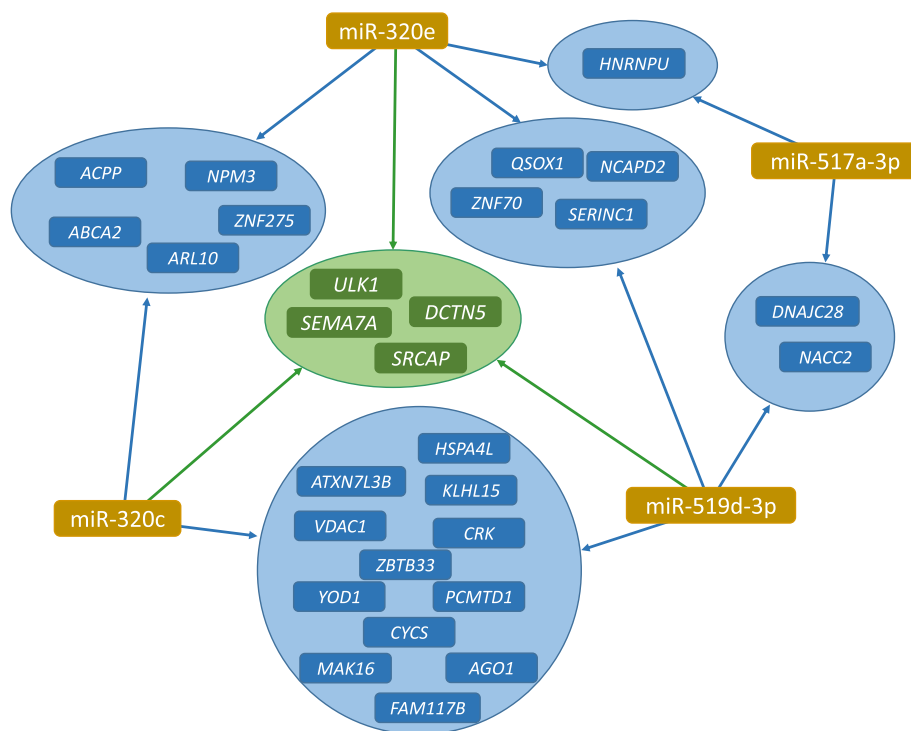 miR-320e
HNRNPU
miR-517a-3p
ACPP
NPM3
ZNF275
ABCA2
ARL10
QSOX1
NCAPD2
ZNF70
SERINC1
ULK1
DCTN5
SEMA7A
SRCAP
DNAJC28
NACC2
miR-320c
miR-519d-3p
HSPA4L
ATXN7L3B
KLHL15
VDAC1
CRK
ZBTB33
YOD1
PCMTD1
CYCS
MAK16
AGO1
FAM117B